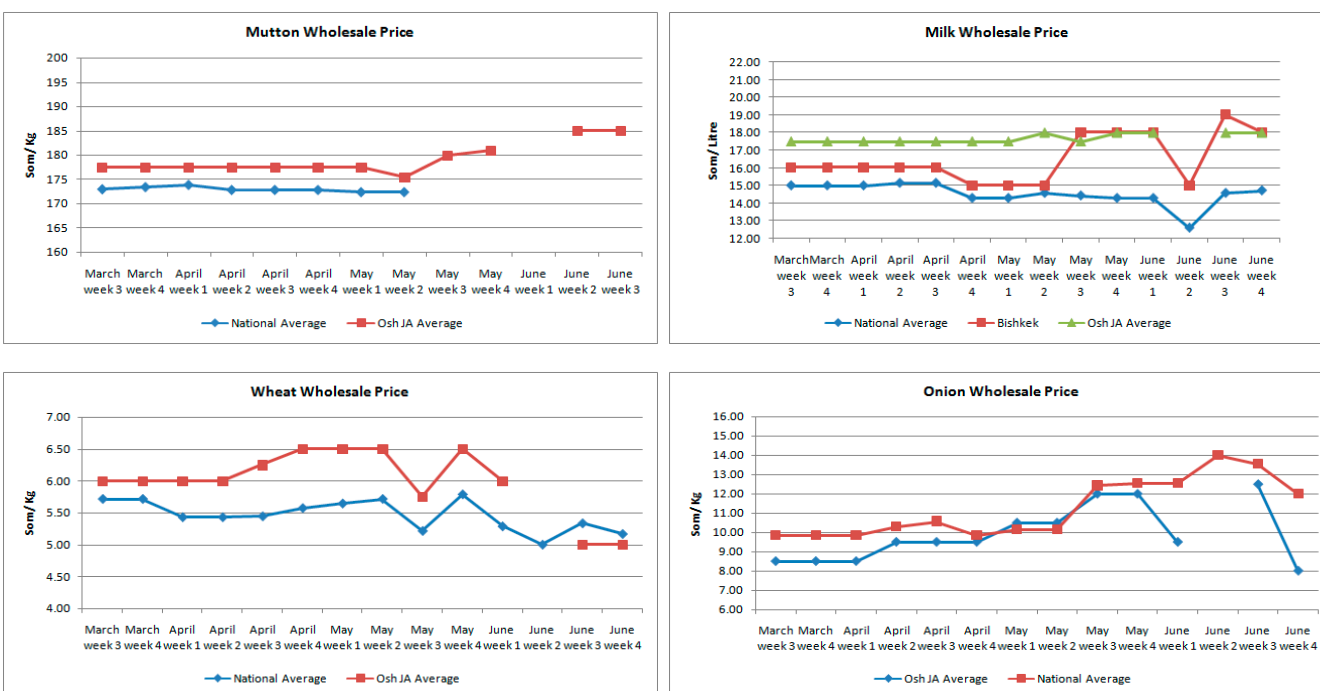 Mutton Wholesale Price
200
195
190
185
180
175
170
165
160
Som/Kg
March March April April April April May May May May June June June
week 3 week 4 week 1 week 2 week 3 week 4 week 1 week 2 week 3 week 4 week 1 week 2 week 3
National Average Osh JA Average
Milk Wholesale Price
22.00
21.00
20.00
19.00
18.00
17.00
16.00
15.00
14.00
13.00
12.00
Som/Litre
March March April April April April May May May May June June June June
week week week week week week week week week week week week week week
3 4 1 2 3 4 1 2 3 4 1 2 3 4
National Average Bishkek Osh JA Average
Wheat Wholesale Price
7.00
6.50
6.00
5.50
5.00
4.50
4.00
Som/Kg
March March April April April April May May May May June June June June
week 3 week 4 week 1 week 2 week 3 week 4 week 1 week 2 week 3 week 4 week 1 week 2 week 3 week 4
National Average Osh JA Average
Onion Wholesale Price
16.00
15.00
14.00
13.00
12.00
11.00
10.00
9.00
8.00
7.00
6.00
Som/Kg
March March April April April April May May May May June June June June
week 3 week 4 week 1 week 2 week 3 week 4 week 1 week 2 week 3 week 4 week 1 week 2 week 3 week 4
Osh JA Average National Average